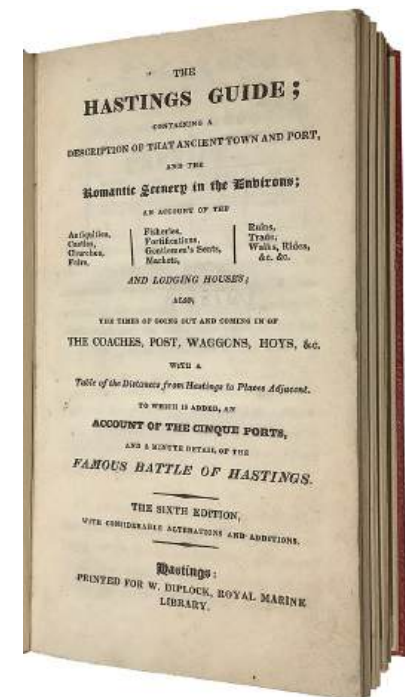 THE
HASTINGS GUIDE;
CONTAINING A
DESCRIPTION OF THAT ANCIENT TOWN AND PORT,
AND THE
Romantic Scenery in the Environs;
AN ACCOUNT OF THE
Antiquities, Fisheries, Ruins,
Castles, Fortifications, Trade,
Churches, Gentlemen's Seats, Walks, Rides,
Fairs, Markets, &c. &c.
AND LODGING HOUSES;
ALSO,
THE TIMES OF GOING OUT AND COMING IN OF
THE COACHES, POST, WAGGONS, HOYS, &c.
WITH A
Table of the Distances from Hastings to Places Adjacent.
TO WHICH IS ADDED, AN
ACCOUNT OF THE CINQUE PORTS,
AND A MINUTE DETAIL OF THE
FAMOUS BATTLE OF HASTINGS.
THE SIXTH EDITION,
WITH CONSIDERABLE ALTERATIONS AND ADDITIONS.
Hastings:
PRINTED FOR W. DIPLOCK, ROYAL MARINE
LIBRARY.